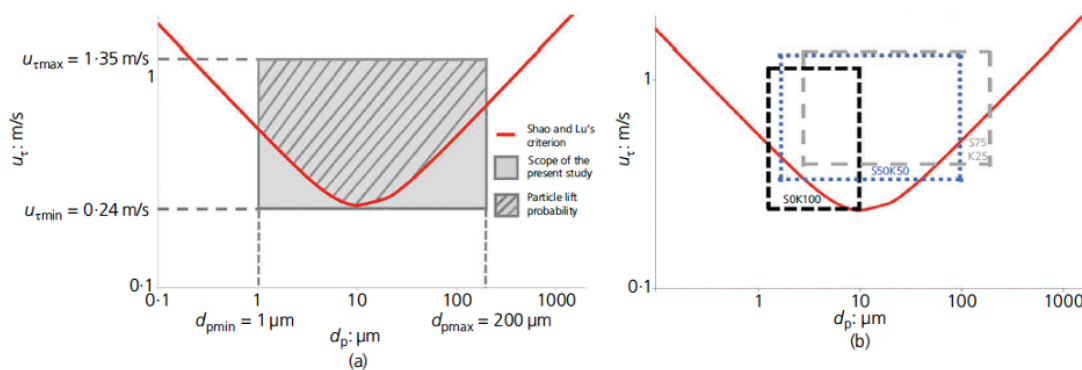 uτmax = 1·35 m/s
1
uτ: m/s
uτmin = 0·24 m/s
0·1
0·1
1
10
100
1000
dpmin = 1 µm
dpmax = 200 µm
dp: µm
(a)
Shao and Lu's
criterion
Scope of the
present study
Particle lift
probability
1
uτ: m/s
0·1
1
10
100
1000
dp: µm
(b)
S75
K25
S50K50
S0K100